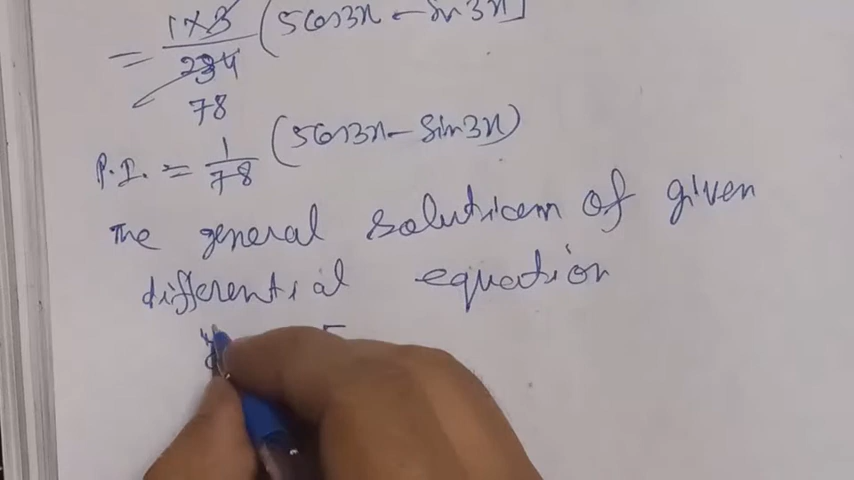 = 1×3/234 (5cos3x - sin3x]
78
P.I. = 1/78 (5cos3x - sin3x)
The general solution of given
differential equation
y